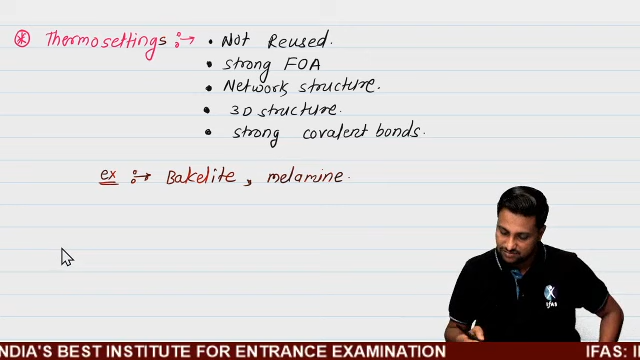 * Thermosettings :→ • Not Reused.
• strong FOA
• Network structure.
• 3D structure.
• strong covalent bonds.
ex :→ Bakelite, melamine.
ifas
INDIA'S BEST INSTITUTE FOR ENTRANCE EXAMINATION IFAS: I